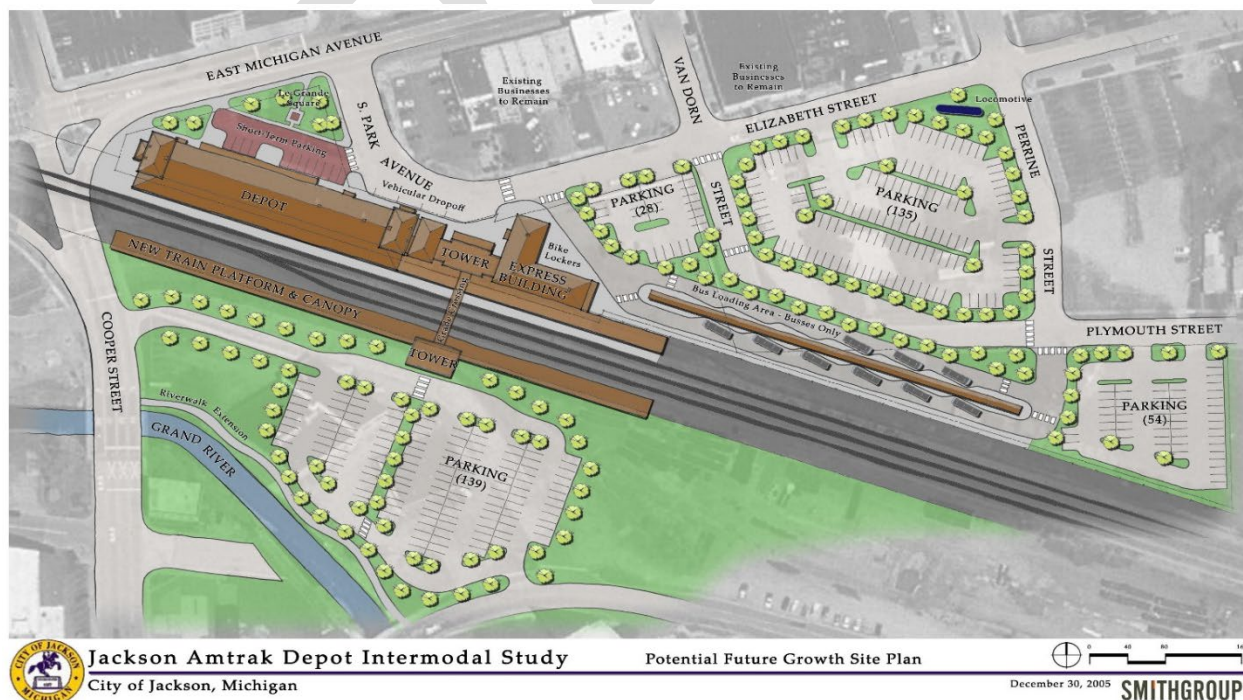 EAST MICHIGAN AVENUE
Le Grande
Square
Short Term Parking
S. PARK
AVENUE
Vehicular Dropoff
Existing
Businesses
to Remain
VAN DORN
STREET
Existing
Businesses
to Remain
ELIZABETH STREET
Locomotive
PERRINE
STREET
PARKING
(28)
PARKING
(135)
DEPOT
TOWER
EXPRESS
BUILDING
Bike
Lockers
NEW TRAIN PLATFORM & CANOPY
TOWER
Bus Loading Area - Busses Only
PLYMOUTH STREET
PARKING
(54)
COOPER STREET
Riverwalk Extension
GRAND RIVER
PARKING
(139)
CITY OF JACKSON
MICHIGAN
Jackson Amtrak Depot Intermodal Study
City of Jackson, Michigan
Potential Future Growth Site Plan
0 40 80 16
December 30, 2005
SMITHGROUP